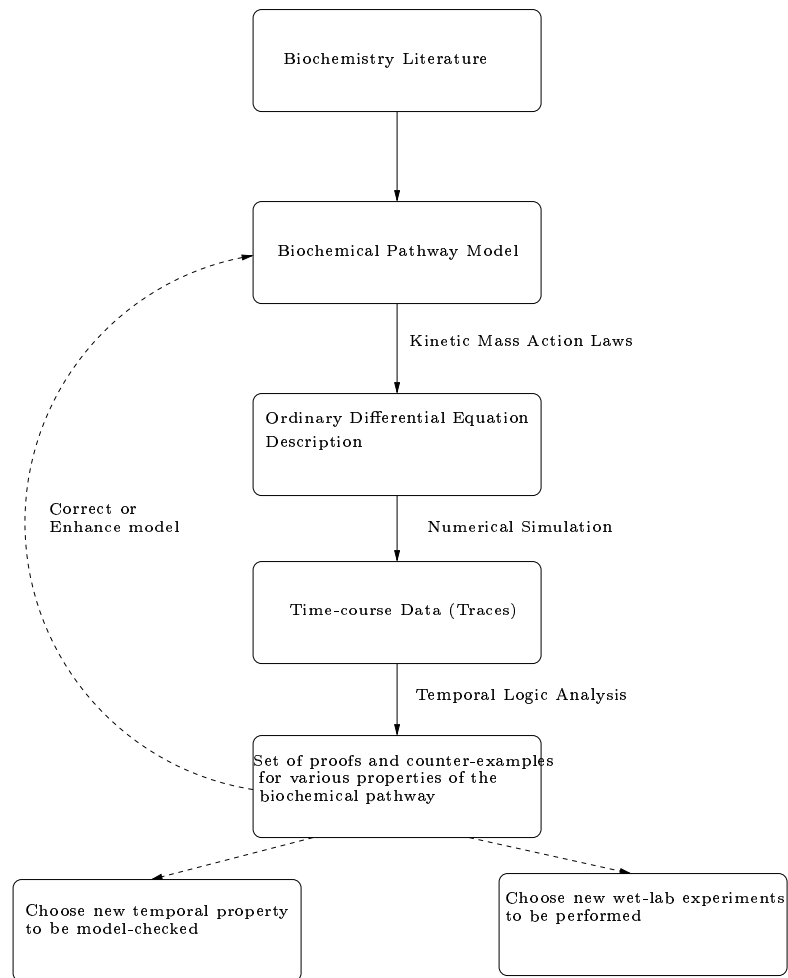 Biochemistry Literature
Biochemical Pathway Model
Kinetic Mass Action Laws
Ordinary Differential Equation
Description
Correct or
Enhance model
Numerical Simulation
Time-course Data (Traces)
Temporal Logic Analysis
Set of proofs and counter-examples
for various properties of the
biochemical pathway
Choose new temporal property
to be model-checked
Choose new wet-lab experiments
to be performed